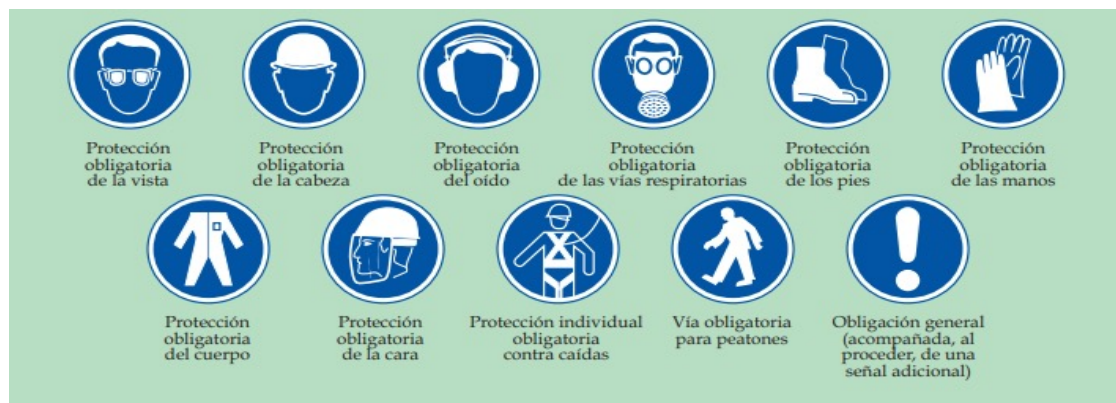 Protección
obligatoria
de la vista
Protección
obligatoria
de la cabeza
Protección
obligatoria
del oído
Protección
obligatoria
de las vías respiratorias
Protección
obligatoria
de los pies
Protección
obligatoria
de las manos
Protección
obligatoria
del cuerpo
Protección
obligatoria
de la cara
Protección individual
obligatoria
contra caídas
Vía obligatoria
para peatones
Obligación general
(acompañada, al
proceder, de una
señal adicional)